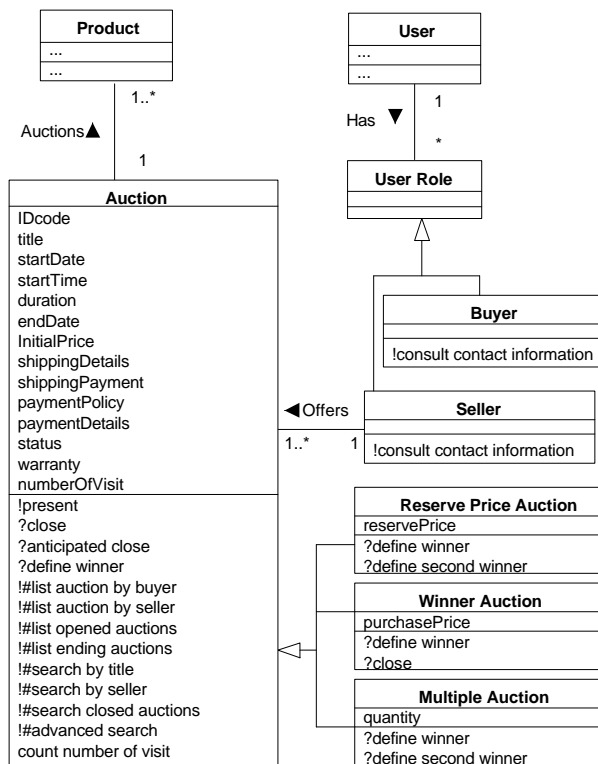 Product
...
...
1..*
Auctions
1
User
...
...
1
Has
*
User Role
Auction
IDcode
title
startDate
startTime
duration
endDate
InitialPrice
shippingDetails
shippingPayment
paymentPolicy
paymentDetails
status
warranty
numberOfVisit
!present
?close
?anticipated close
?define winner
!#list auction by buyer
!#list auction by seller
!#list opened auctions
!#list ending auctions
!#search by title
!#search by seller
!#search closed auctions
!#advanced search
count number of visit
Buyer
!consult contact information
Offers
1..*
1
Seller
!consult contact information
Reserve Price Auction
reservePrice
?define winner
?define second winner
Winner Auction
purchasePrice
?define winner
?close
Multiple Auction
quantity
?define winner
?define second winner